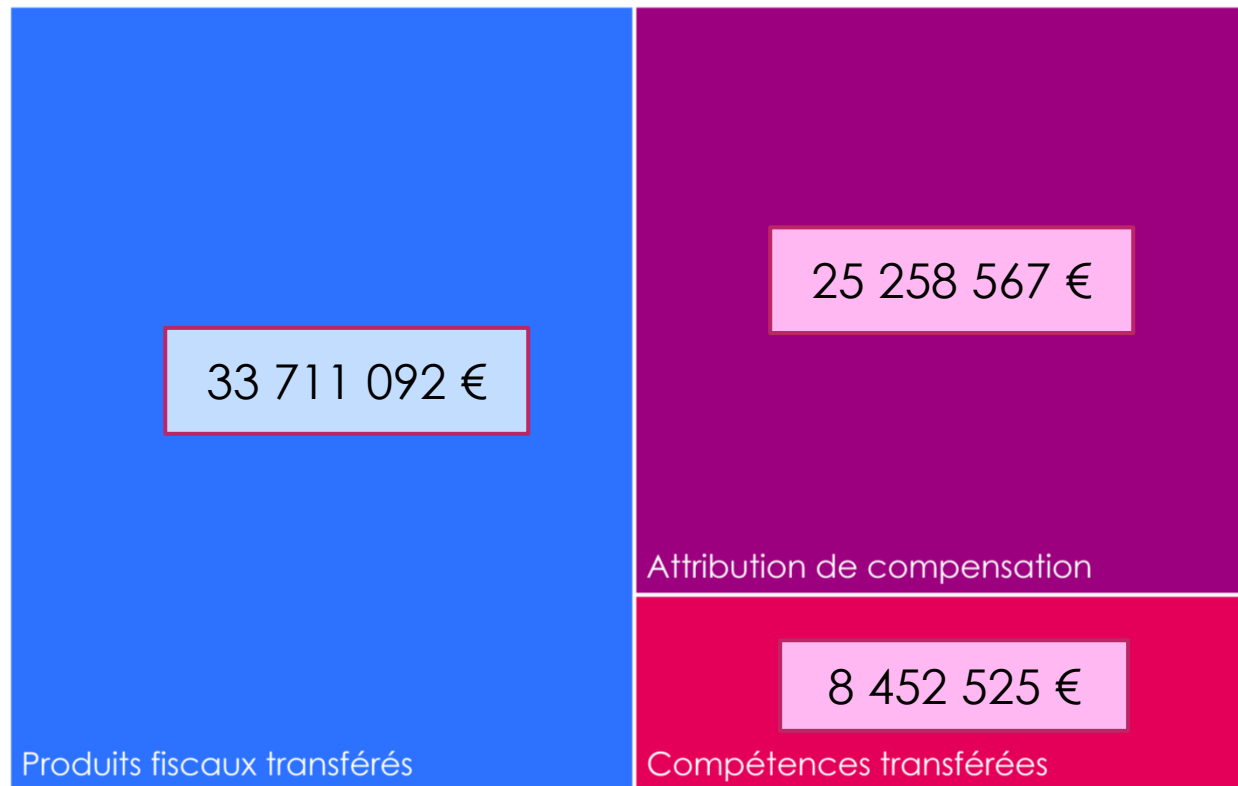 33 711 092 €
Produits fiscaux transférés
25 258 567 €
Attribution de compensation
8 452 525 €
Compétences transférées